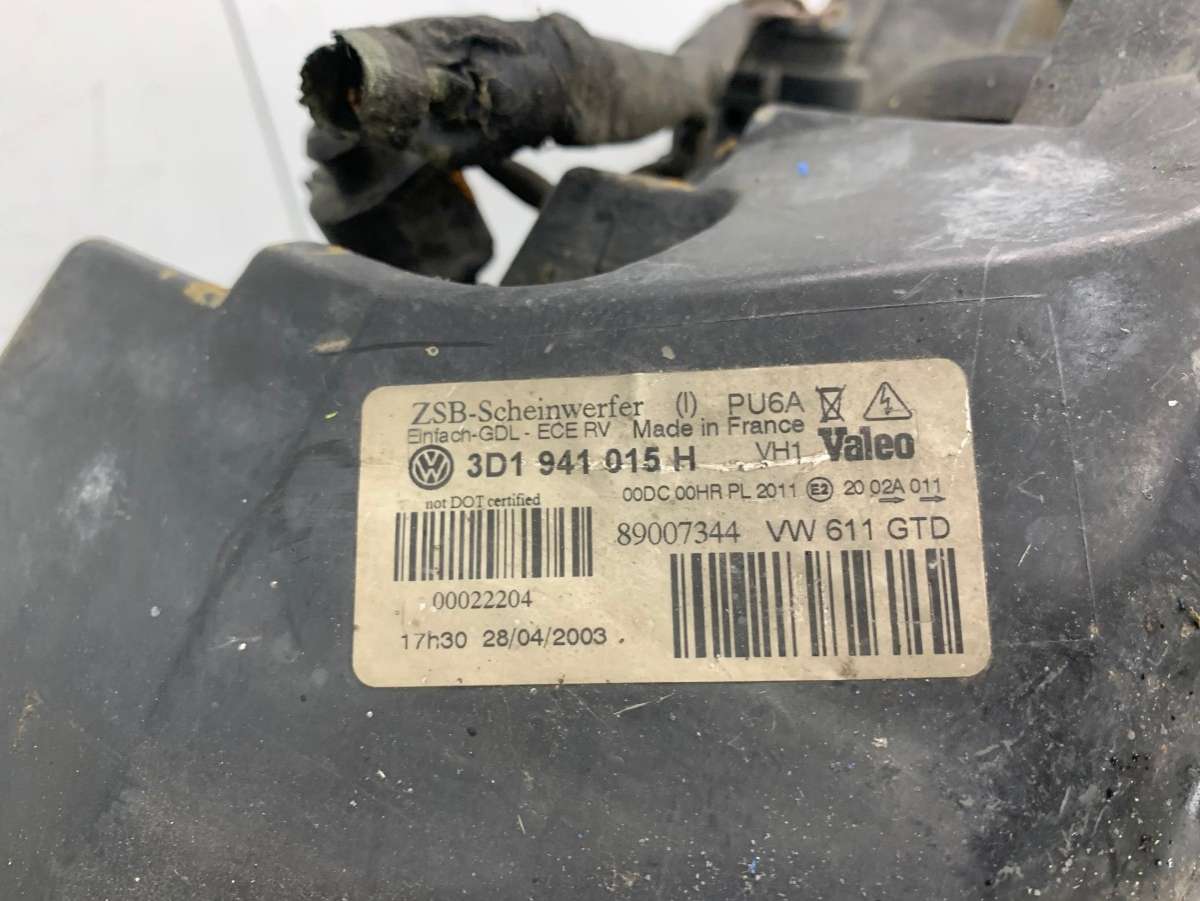 ZSB-Scheinwerfer (I) PU6A
Einfach-GDL - ECE RV Made in France
VW 3D1 941 015 H VH1 Valeo
not DOT certified 00DC 00HR PL 2011 E2 20 02A 011
89007344 VW 611 GTD
00022204
17h30 28/04/2003